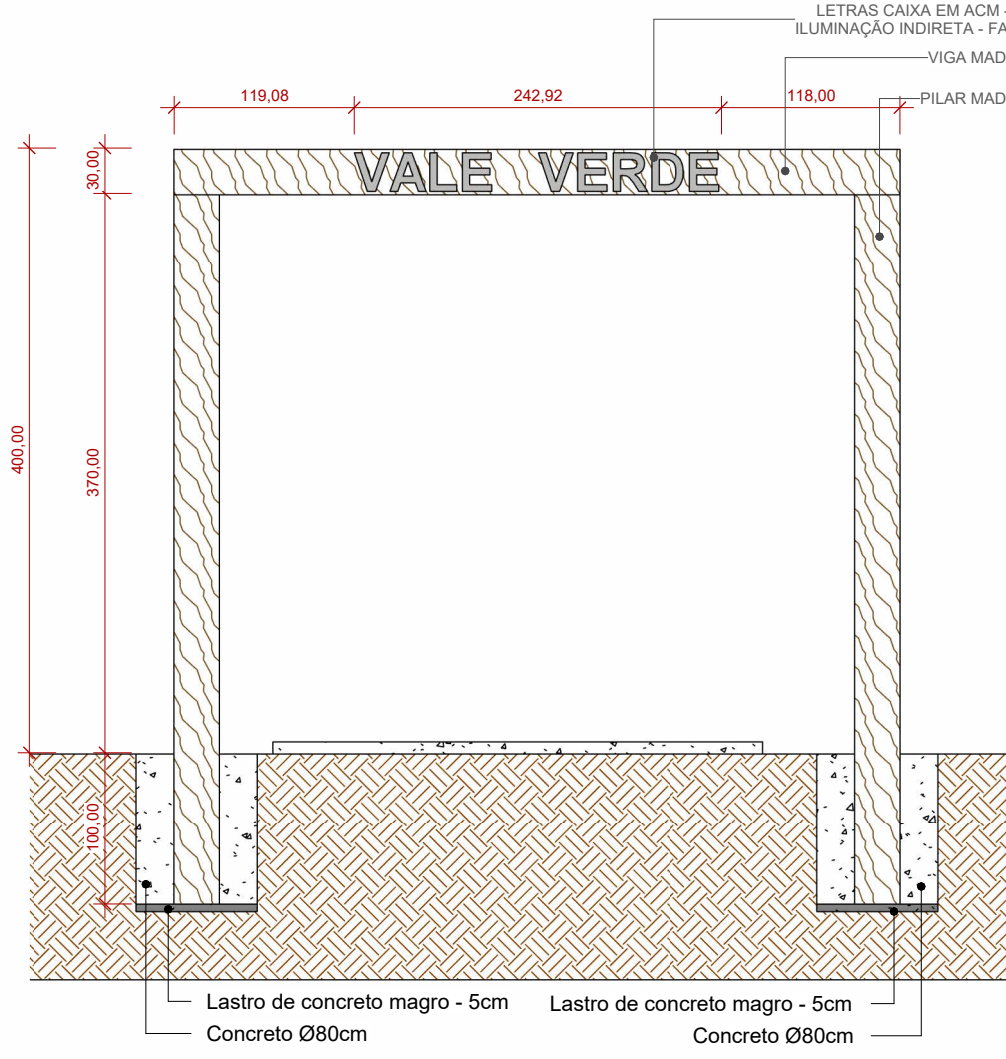 LETRAS CAIXA EM ACM -
ILUMINAÇÃO INDIRETA - FA
VIGA MAD
PILAR MAD
119,08
242,92
118,00
30,00
VALE VERDE
400,00
370,00
100,00
Lastro de concreto magro - 5cm
Lastro de concreto magro - 5cm
Concreto Ø80cm
Concreto Ø80cm